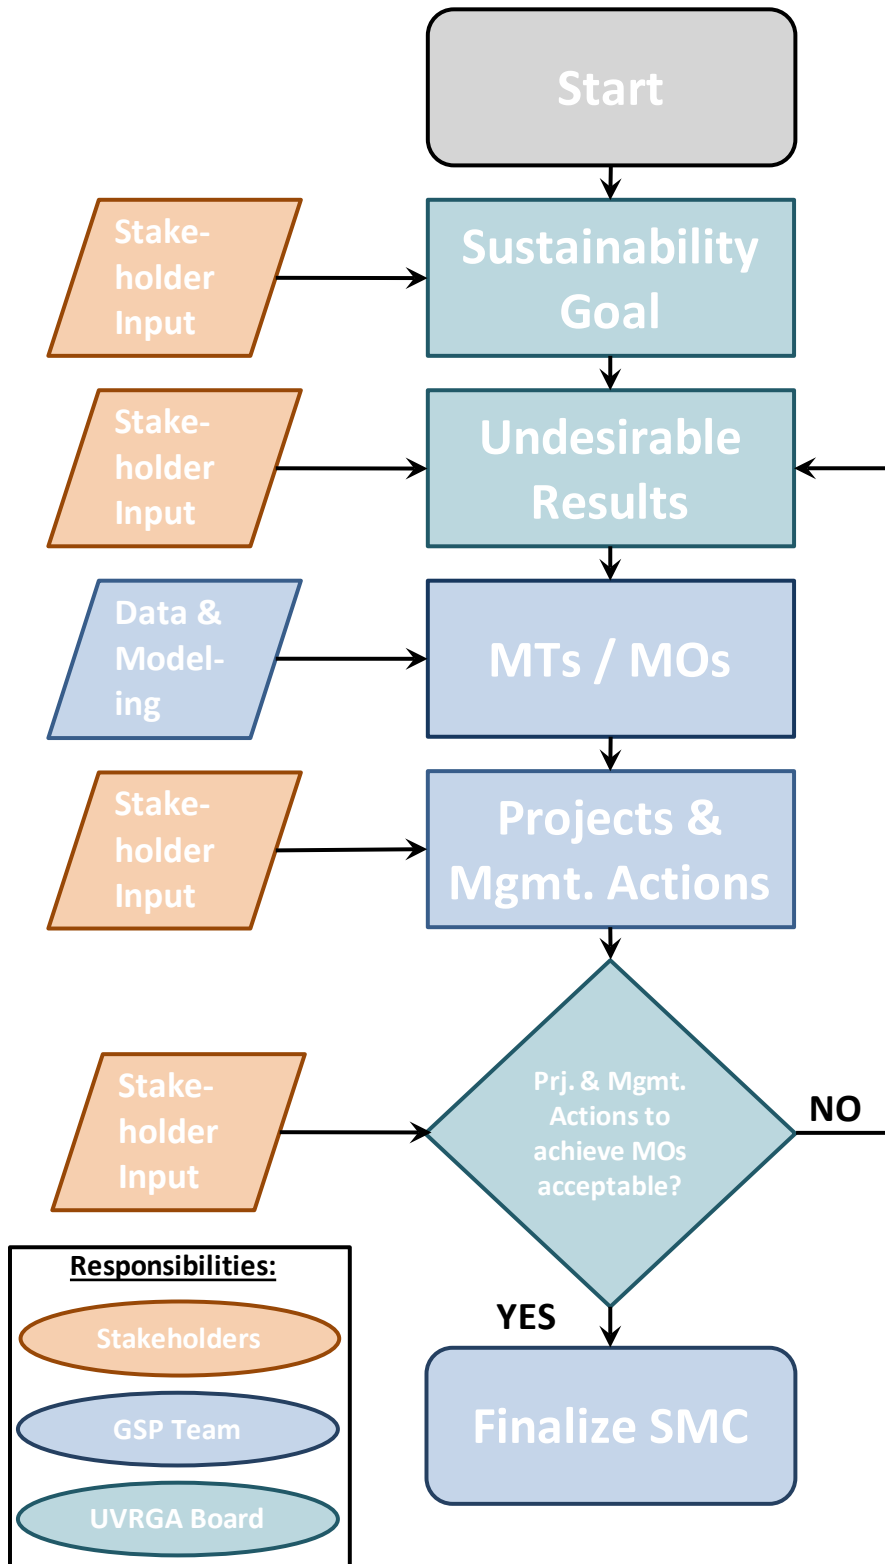 Start
Stake-
holder
Input
Sustainability
Goal
Stake-
holder
Input
Undesirable
Results
Data &
Model-
ing
MTs / MOs
Stake-
holder
Input
Projects &
Mgmt. Actions
Stake-
holder
Input
Prj. & Mgmt.
Actions to
achieve MOs
acceptable?
NO
YES
Finalize SMC
Responsibilities:
Stakeholders
GSP Team
UVRGA Board